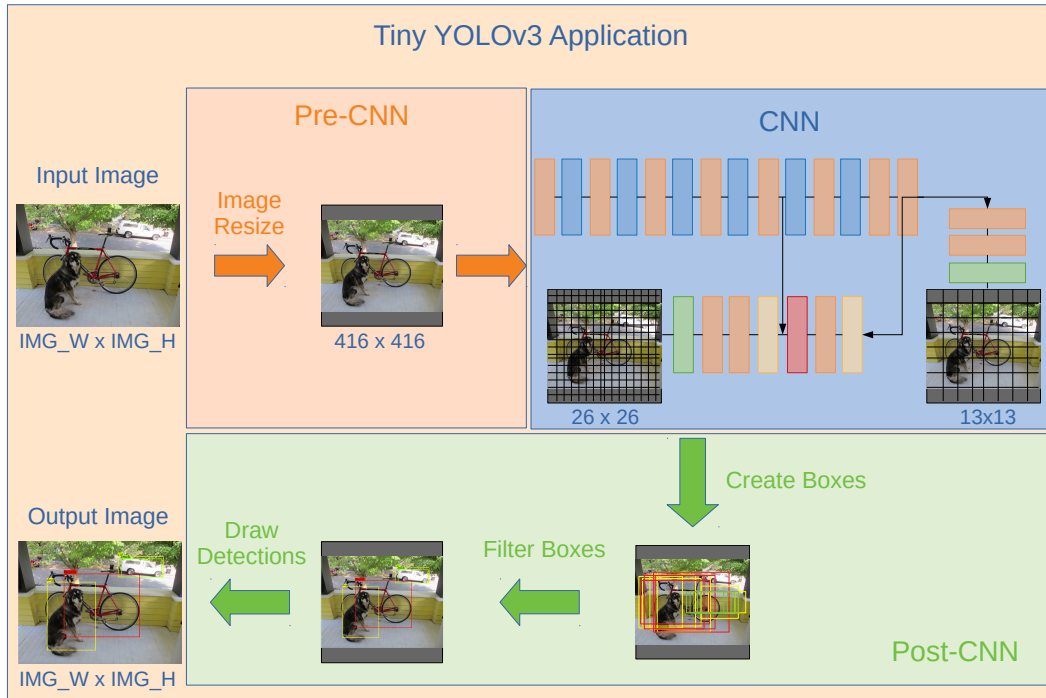 Tiny YOLOv3 Application
Pre-CNN
CNN
Input Image
Image
Resize
IMG_W x IMG_H
416 x 416
26 x 26
13x13
Create Boxes
Output Image
Draw
Detections
Filter Boxes
IMG_W x IMG_H
Post-CNN